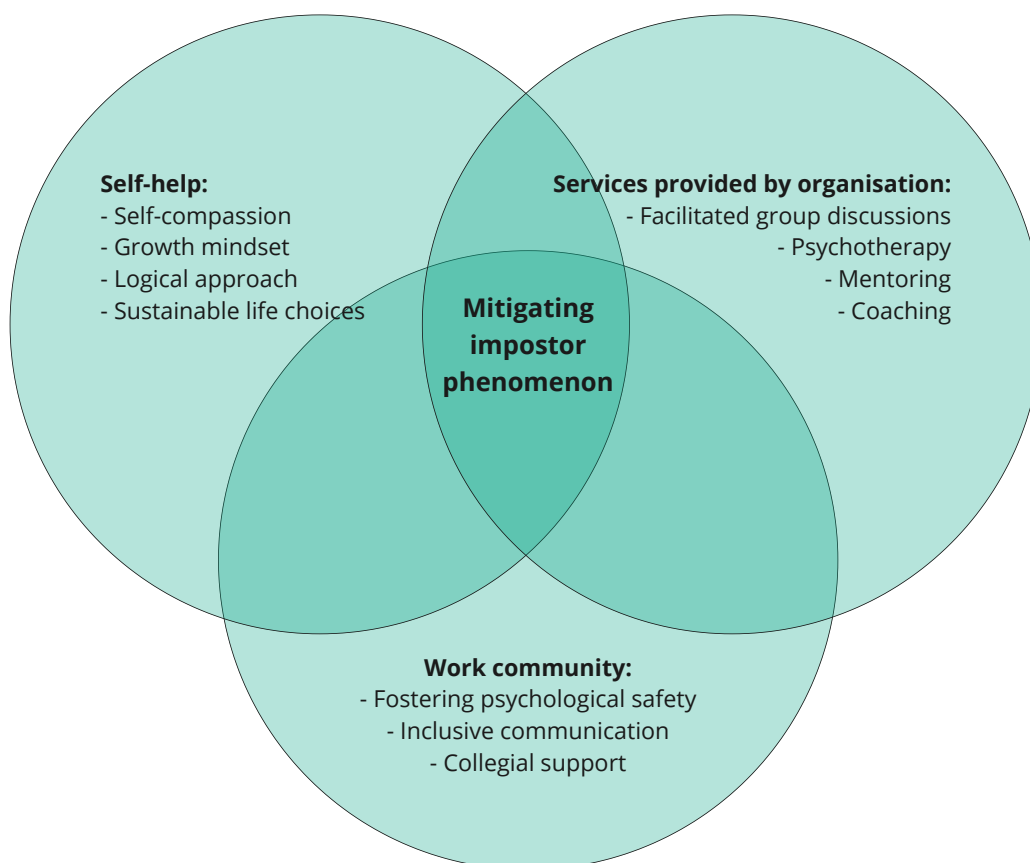 Self-help:
- Self-compassion
- Growth mindset
- Logical approach
- Sustainable life choices
Services provided by organisation:
- Facilitated group discussions
- Psychotherapy
- Mentoring
- Coaching
Mitigating
impostor
phenomenon
Work community:
- Fostering psychological safety
- Inclusive communication
- Collegial support